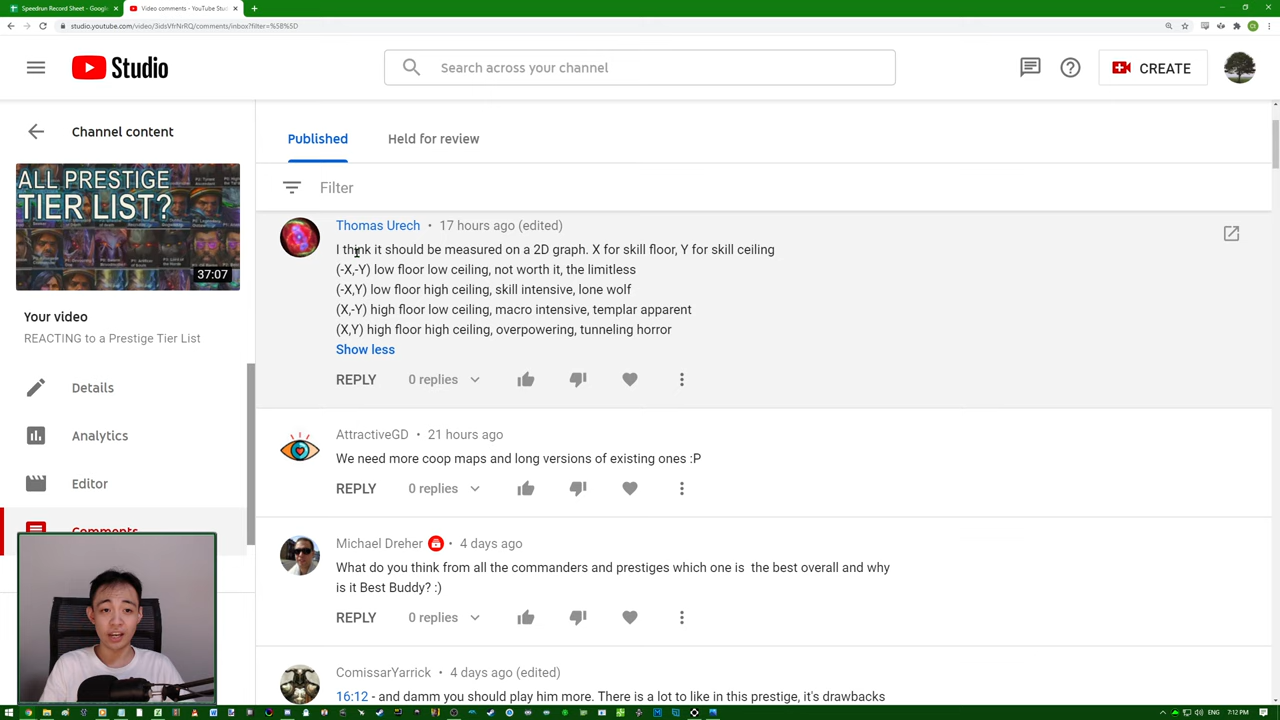 Speedrun Record Sheet - Google
Video comments - YouTube Stu
studio.youtube.com/video/3idsVfrNrRQ/comments/inbox?filter=%5B%5D
Studio
Search across your channel
CREATE
Channel content
ALL PRESTIGE
TIER LIST?
37:07
Your video
REACTING to a Prestige Tier List
Details
Analytics
Editor
Comments
Published
Held for review
Filter
Thomas Urech • 17 hours ago (edited)
I think it should be measured on a 2D graph. X for skill floor, Y for skill ceiling
(-X,-Y) low floor low ceiling, not worth it, the limitless
(-X,Y) low floor high ceiling, skill intensive, lone wolf
(X,-Y) high floor low ceiling, macro intensive, templar apparent
(X,Y) high floor high ceiling, overpowering, tunneling horror
Show less
REPLY 0 replies
AttractiveGD • 21 hours ago
We need more coop maps and long versions of existing ones :P
REPLY 0 replies
Michael Dreher • 4 days ago
What do you think from all the commanders and prestiges which one is the best overall and why
is it Best Buddy? :)
REPLY 0 replies
ComissarYarrick • 4 days ago (edited)
16:12 - and damm you should play him more. There is a lot to like in this prestige, it's drawbacks
ENG 7:12 PM